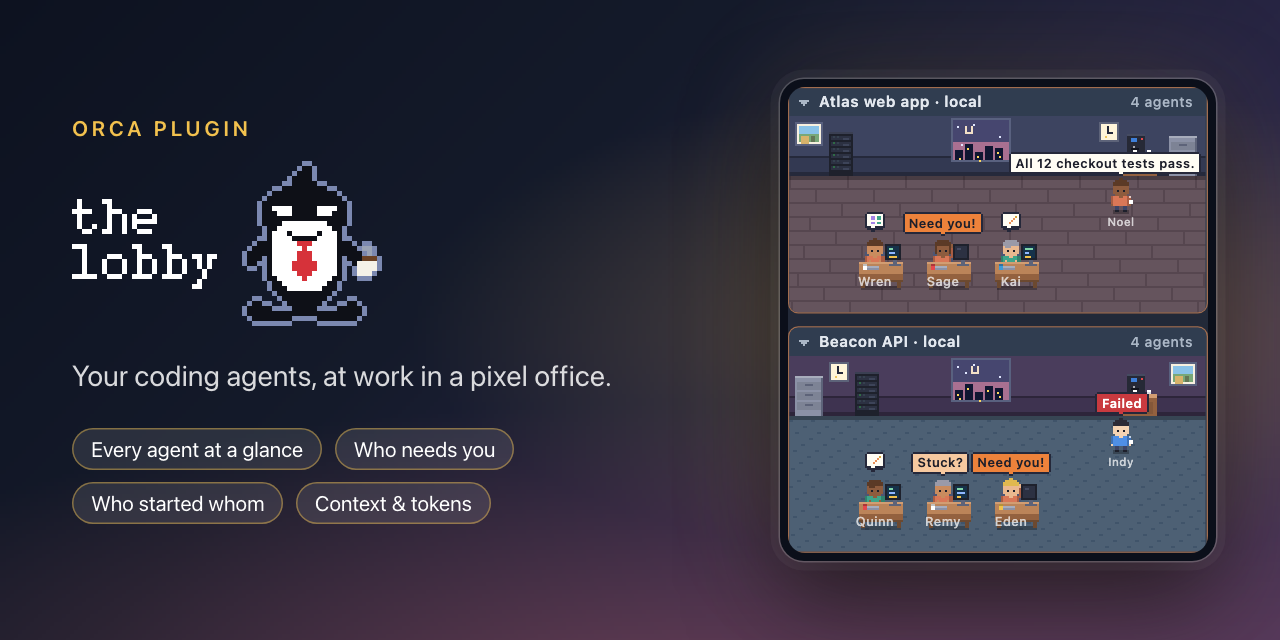 ORCA PLUGIN
the
lobby
Your coding agents, at work in a pixel office.
Every agent at a glance
Who needs you
Who started whom
Context & tokens
Atlas web app · local
4 agents
All 12 checkout tests pass.
Noel
Need you!
Wren
Sage
Kai
Beacon API · local
4 agents
Failed
Indy
Stuck?
Need you!
Quinn
Remy
Eden